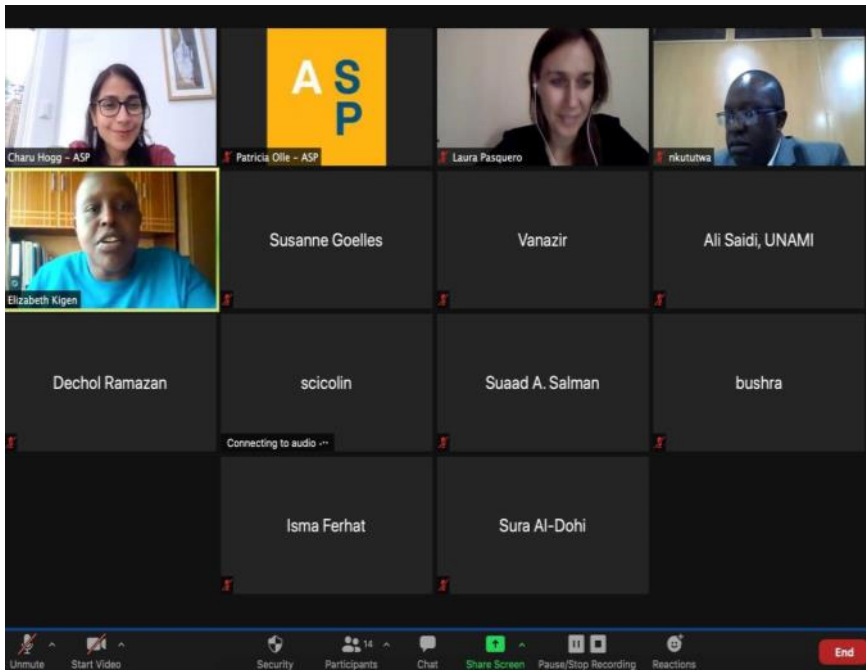 A S
P
Charu Hogg – ASP
Patricia Olle – ASP
Laura Pasquero
nkututwa
Elizabeth Kigen
Susanne Goelles
Vanazir
Ali Saidi, UNAMI
Dechol Ramazan
scicolin
Connecting to audio ···
Suaad A. Salman
bushra
Isma Ferhat
Sura Al-Dohi
Unmute
Start Video
Security
14
Participants
Chat
Share Screen
Pause/Stop Recording
Reactions
End